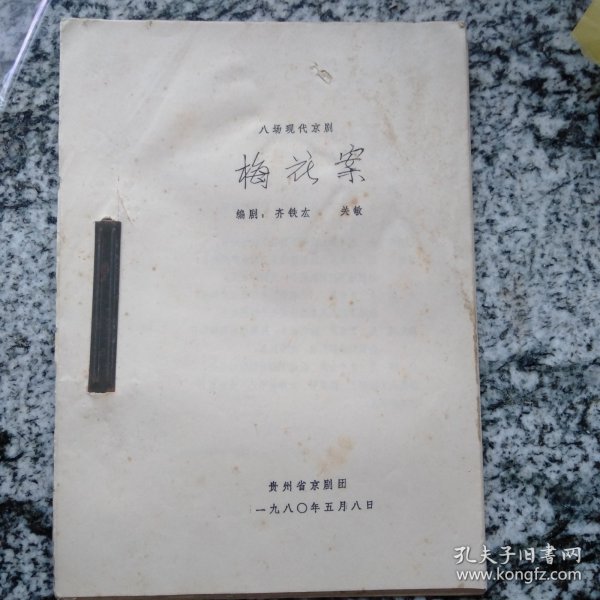 八场现代京剧
梅花案
编剧：齐铁厷 关敏
贵州省京剧团
一九八〇年五月八日
孔夫子旧书网
www.kongfz.com